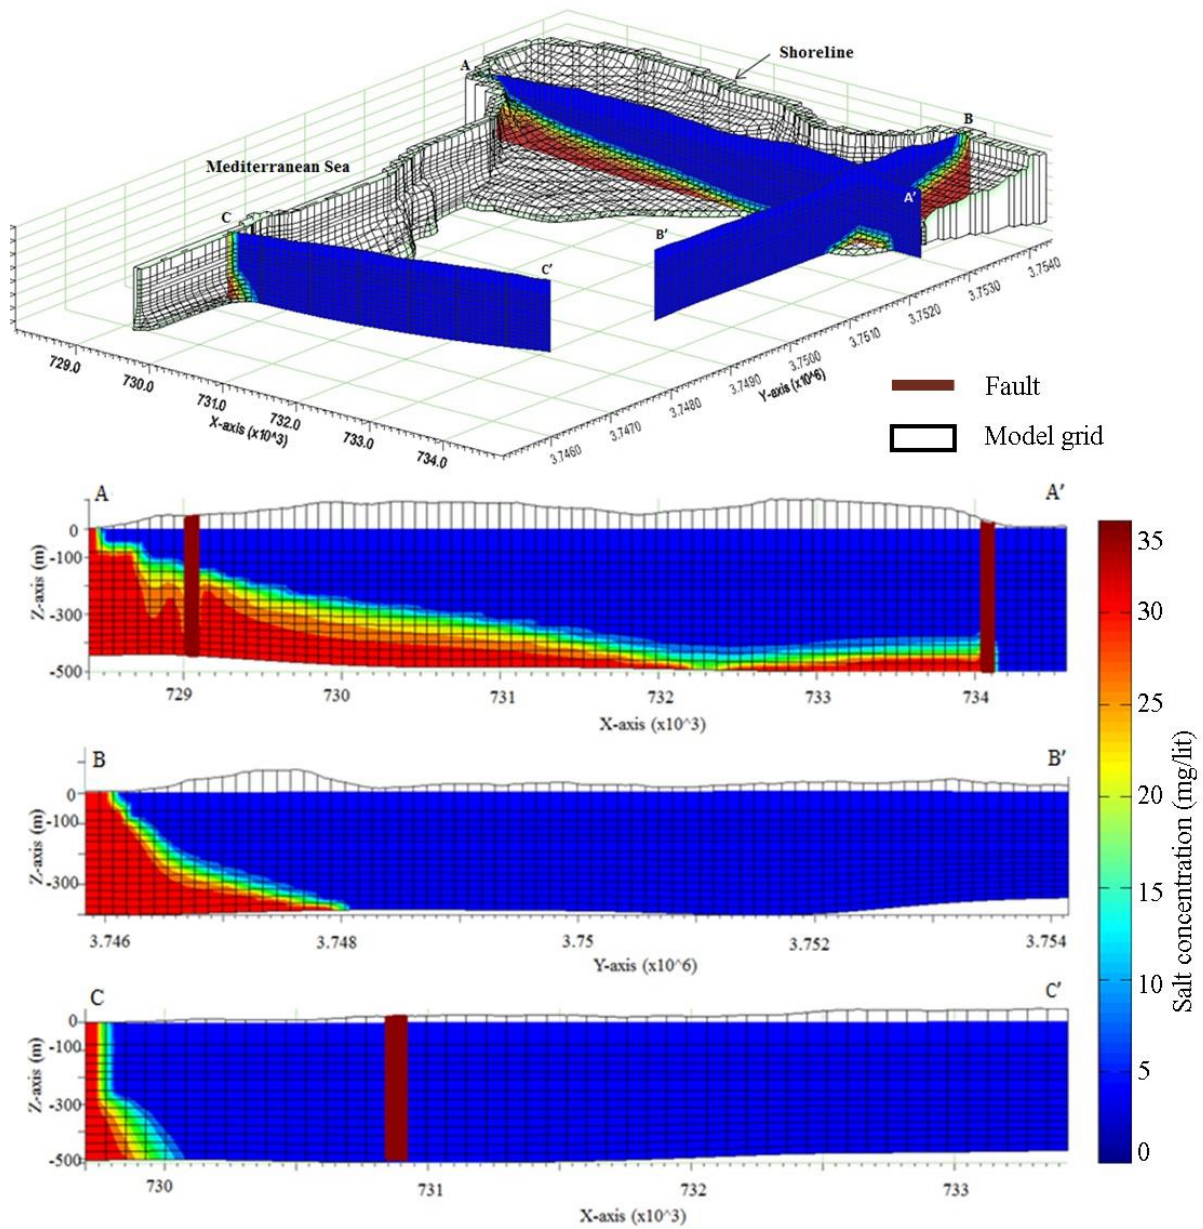 Shoreline
A
B
Mediterranean Sea
A'
C
B'
C'
3.7540
3.7530
3.7520
3.7510
3.7500
3.7490
3.7480
3.7470
3.7460
Y-axis (x10^6)
729.0
730.0
731.0
732.0
733.0
734.0
X-axis (x10^3)
Fault
Model grid
A
A'
0
-100
-300
-500
Z-axis (m)
729
730
731
732
733
734
X-axis (x10^3)
B
B'
0
-100
-300
Z-axis (m)
3.746
3.748
3.75
3.752
3.754
Y-axis (x10^6)
C
C'
0
-100
-300
-500
Z-axis (m)
730
731
732
733
X-axis (x10^3)
35
30
25
20
15
10
5
0
Salt concentration (mg/lit)